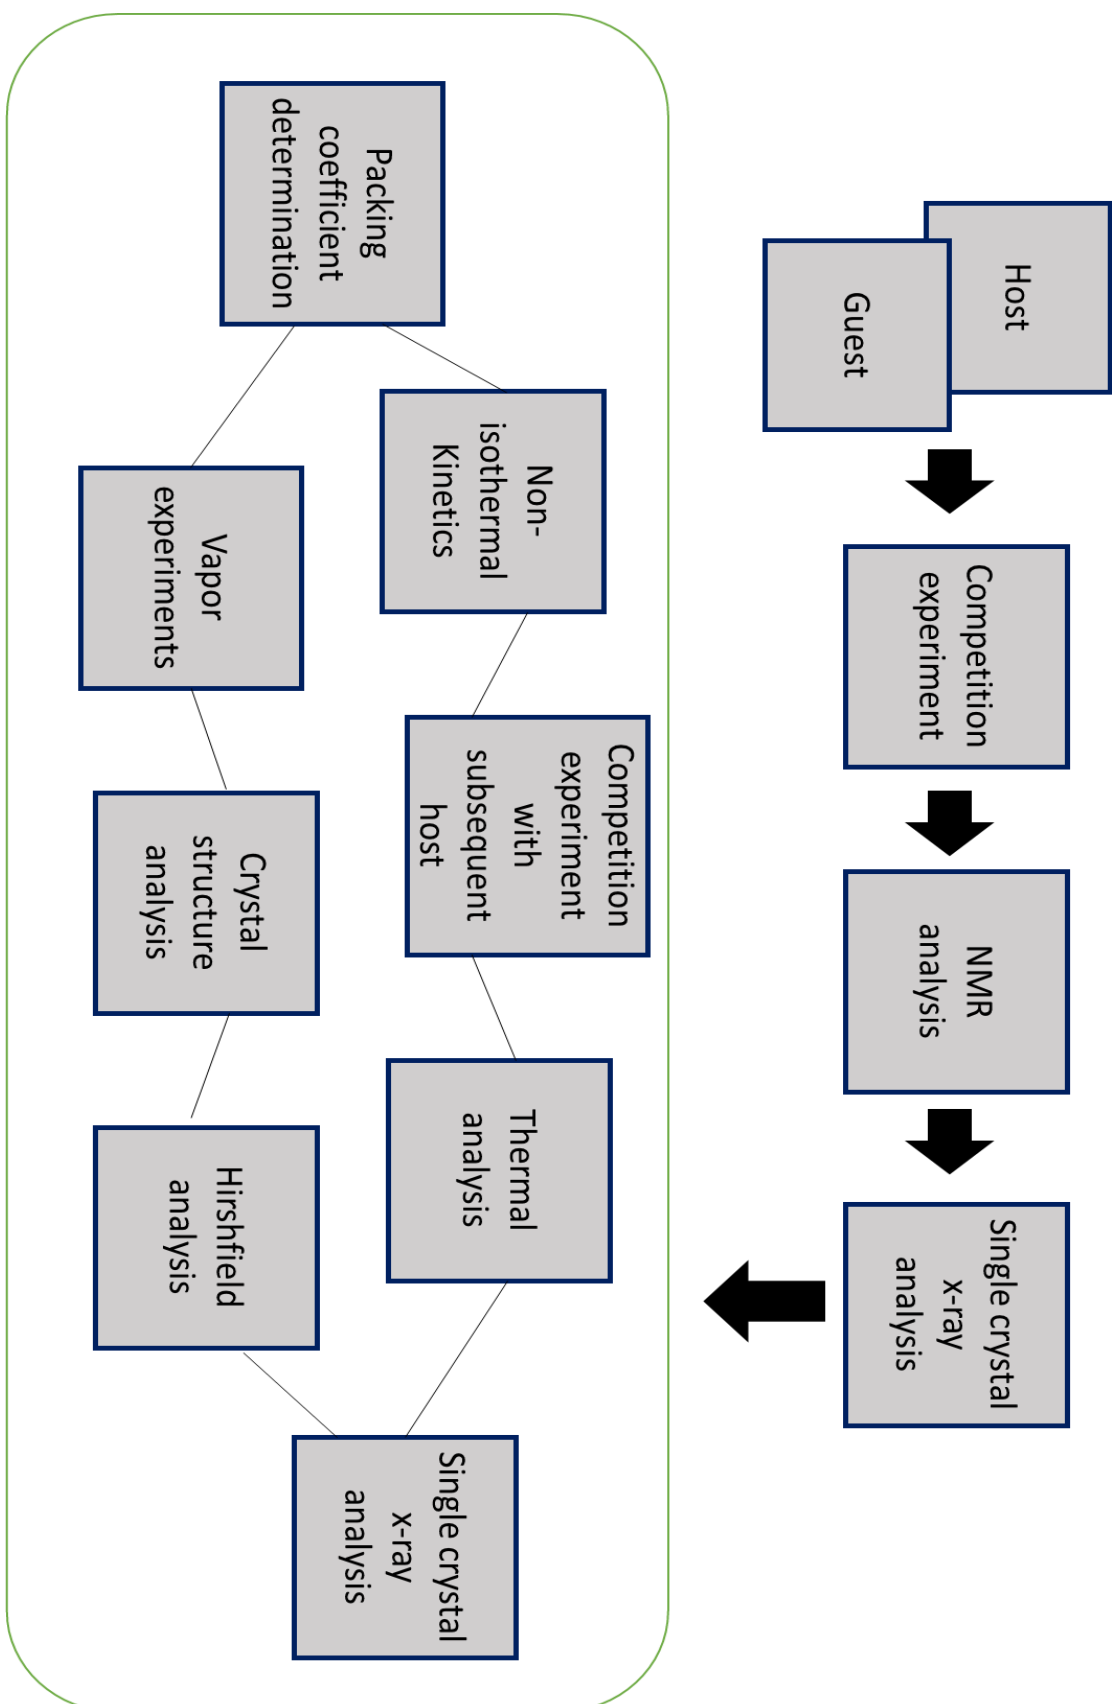 Host
Guest
Competition
experiment
NMR
analysis
Single crystal
x-ray
analysis
Packing
coefficient
determination
Non-
isothermal
Kinetics
Competition
experiment
with
subsequent
host
Thermal
analysis
Single crystal
x-ray
analysis
Vapor
experiments
Crystal
structure
analysis
Hirshfield
analysis